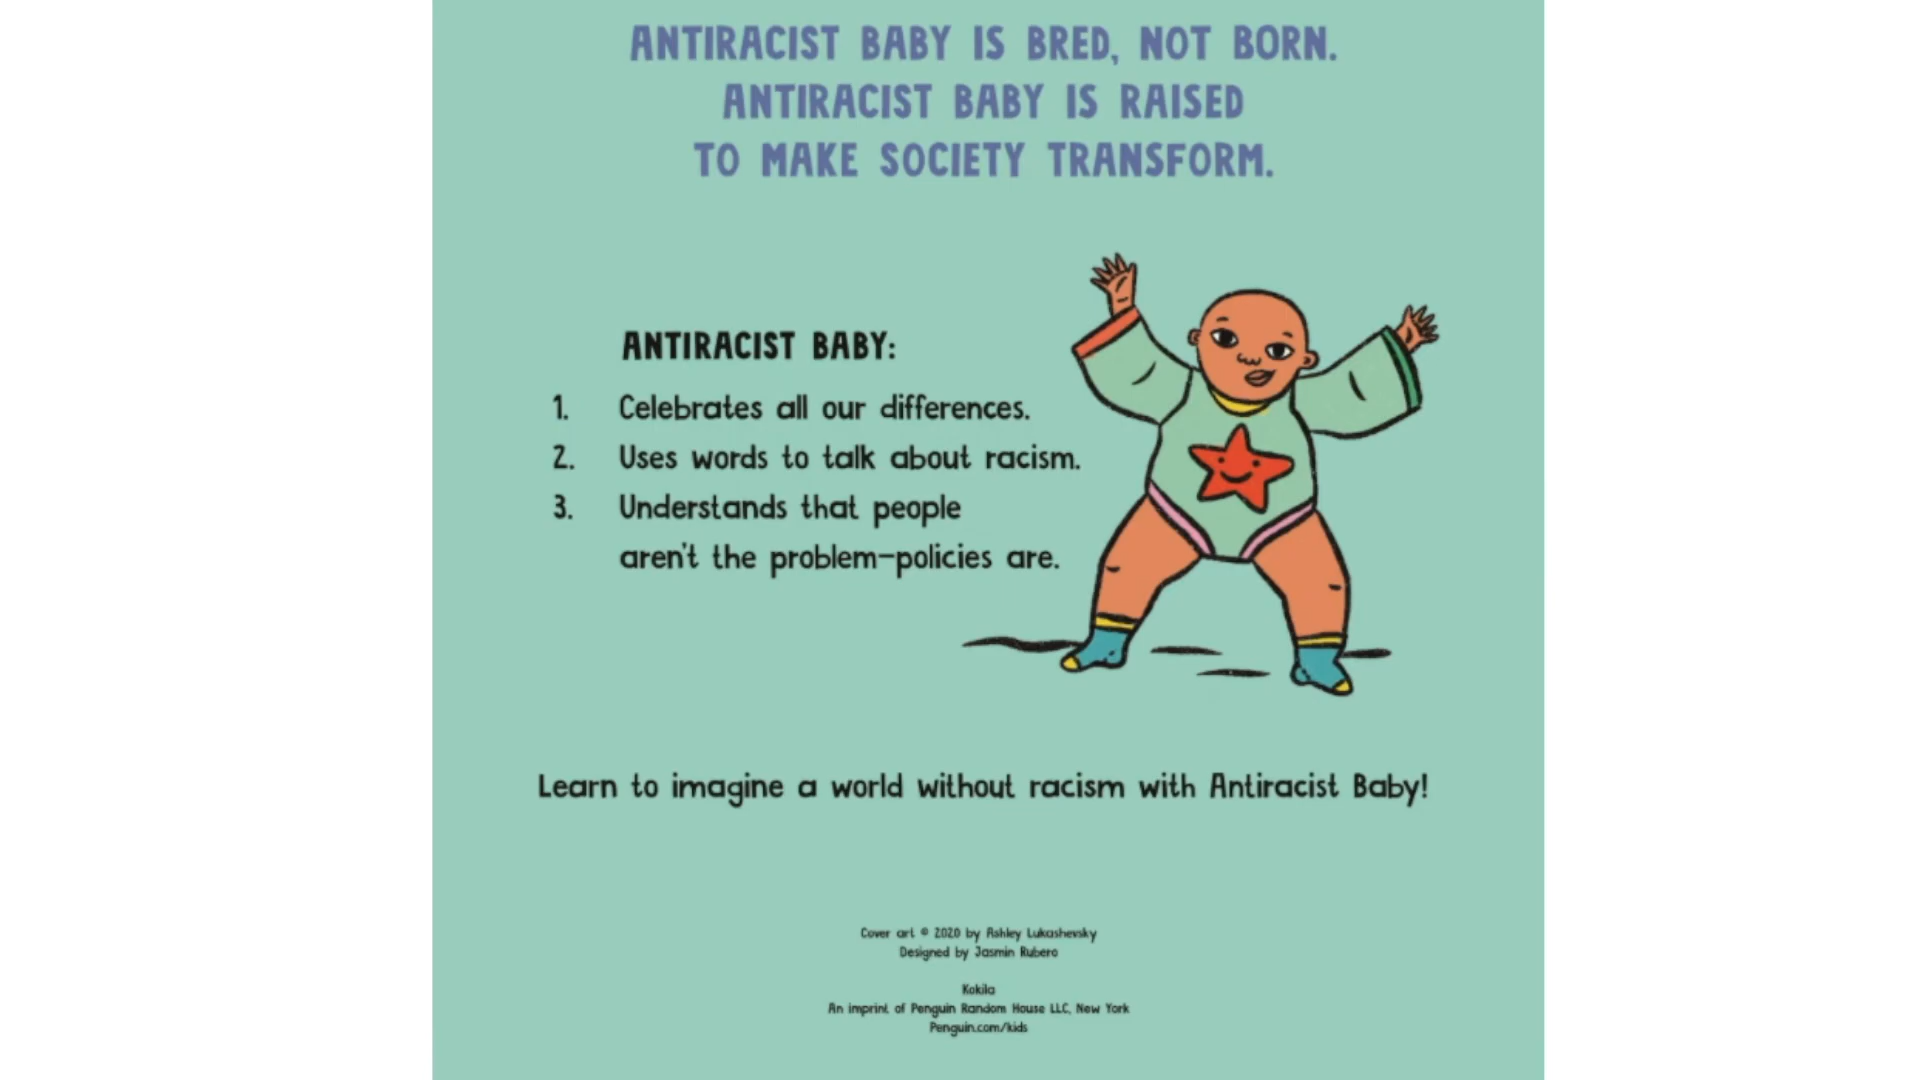 ANTIRACIST BABY IS BRED, NOT BORN.
ANTIRACIST BABY IS RAISED
TO MAKE SOCIETY TRANSFORM.
ANTIRACIST BABY:
1. Celebrates all our differences.
2. Uses words to talk about racism.
3. Understands that people
aren't the problem—policies are.
Learn to imagine a world without racism with Antiracist Baby!
Cover art © 2020 by Ashley Lukashevsky
Designed by Jasmin Rubero
Kokila
An imprint of Penguin Random House LLC, New York
Penguin.com/kids